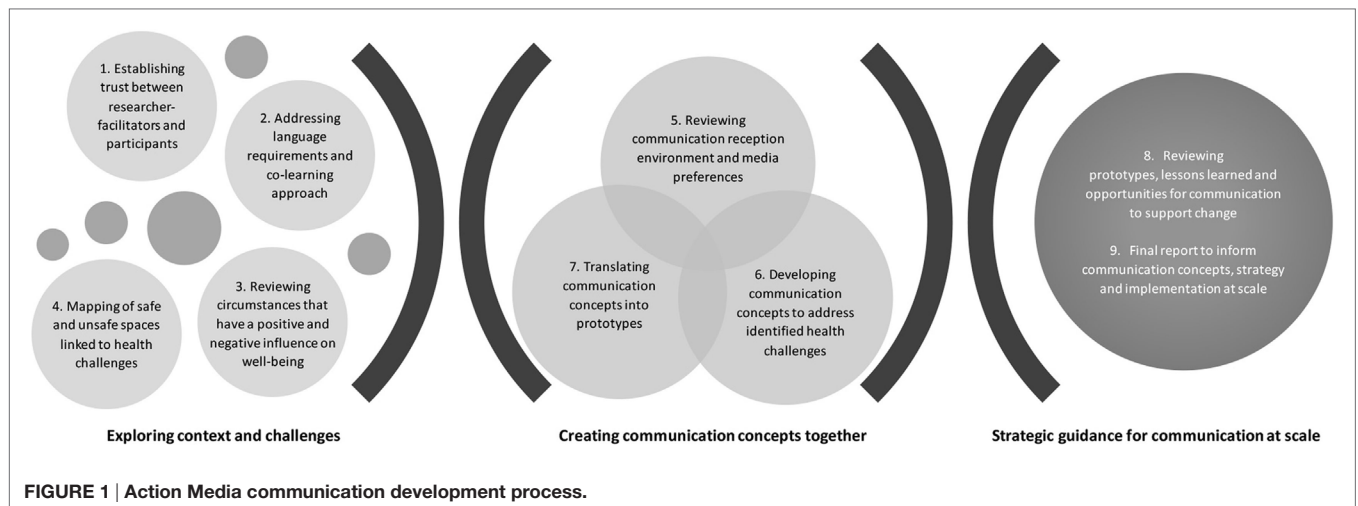 1. Establishing
trust between
researcher-
facilitators and
participants
2. Addressing
language
requirements and
co-learning
approach
3. Reviewing
circumstances that
have a positive and
negative influence on
well-being
4. Mapping of safe
and unsafe spaces
linked to health
challenges
Exploring context and challenges
5. Reviewing
communication reception
environment and media
preferences
6. Developing
communication
concepts to address
identified health
challenges
7. Translating
communication
concepts into
prototypes
Creating communication concepts together
8. Reviewing
prototypes, lessons learned and
opportunities for communication
to support change
9. Final report to inform
communication concepts, strategy
and implementation at scale
Strategic guidance for communication at scale
FIGURE 1 | Action Media communication development process.